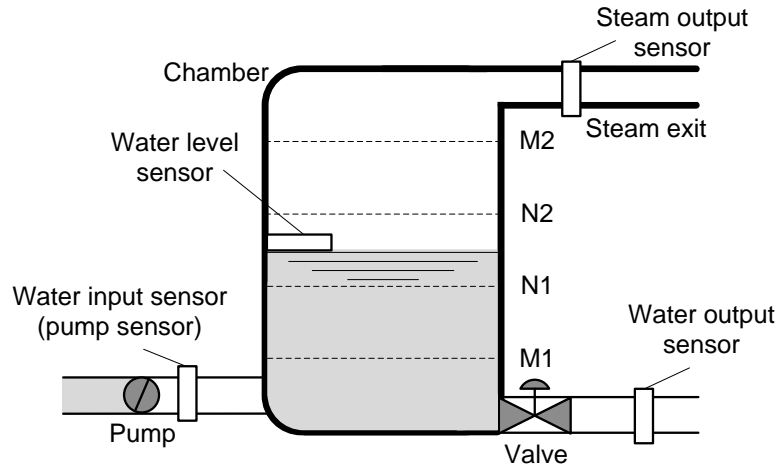 Steam output
sensor
Chamber
Steam exit
Water level
sensor
M2
N2
N1
Water input sensor
(pump sensor)
Water output
sensor
M1
Pump
Valve